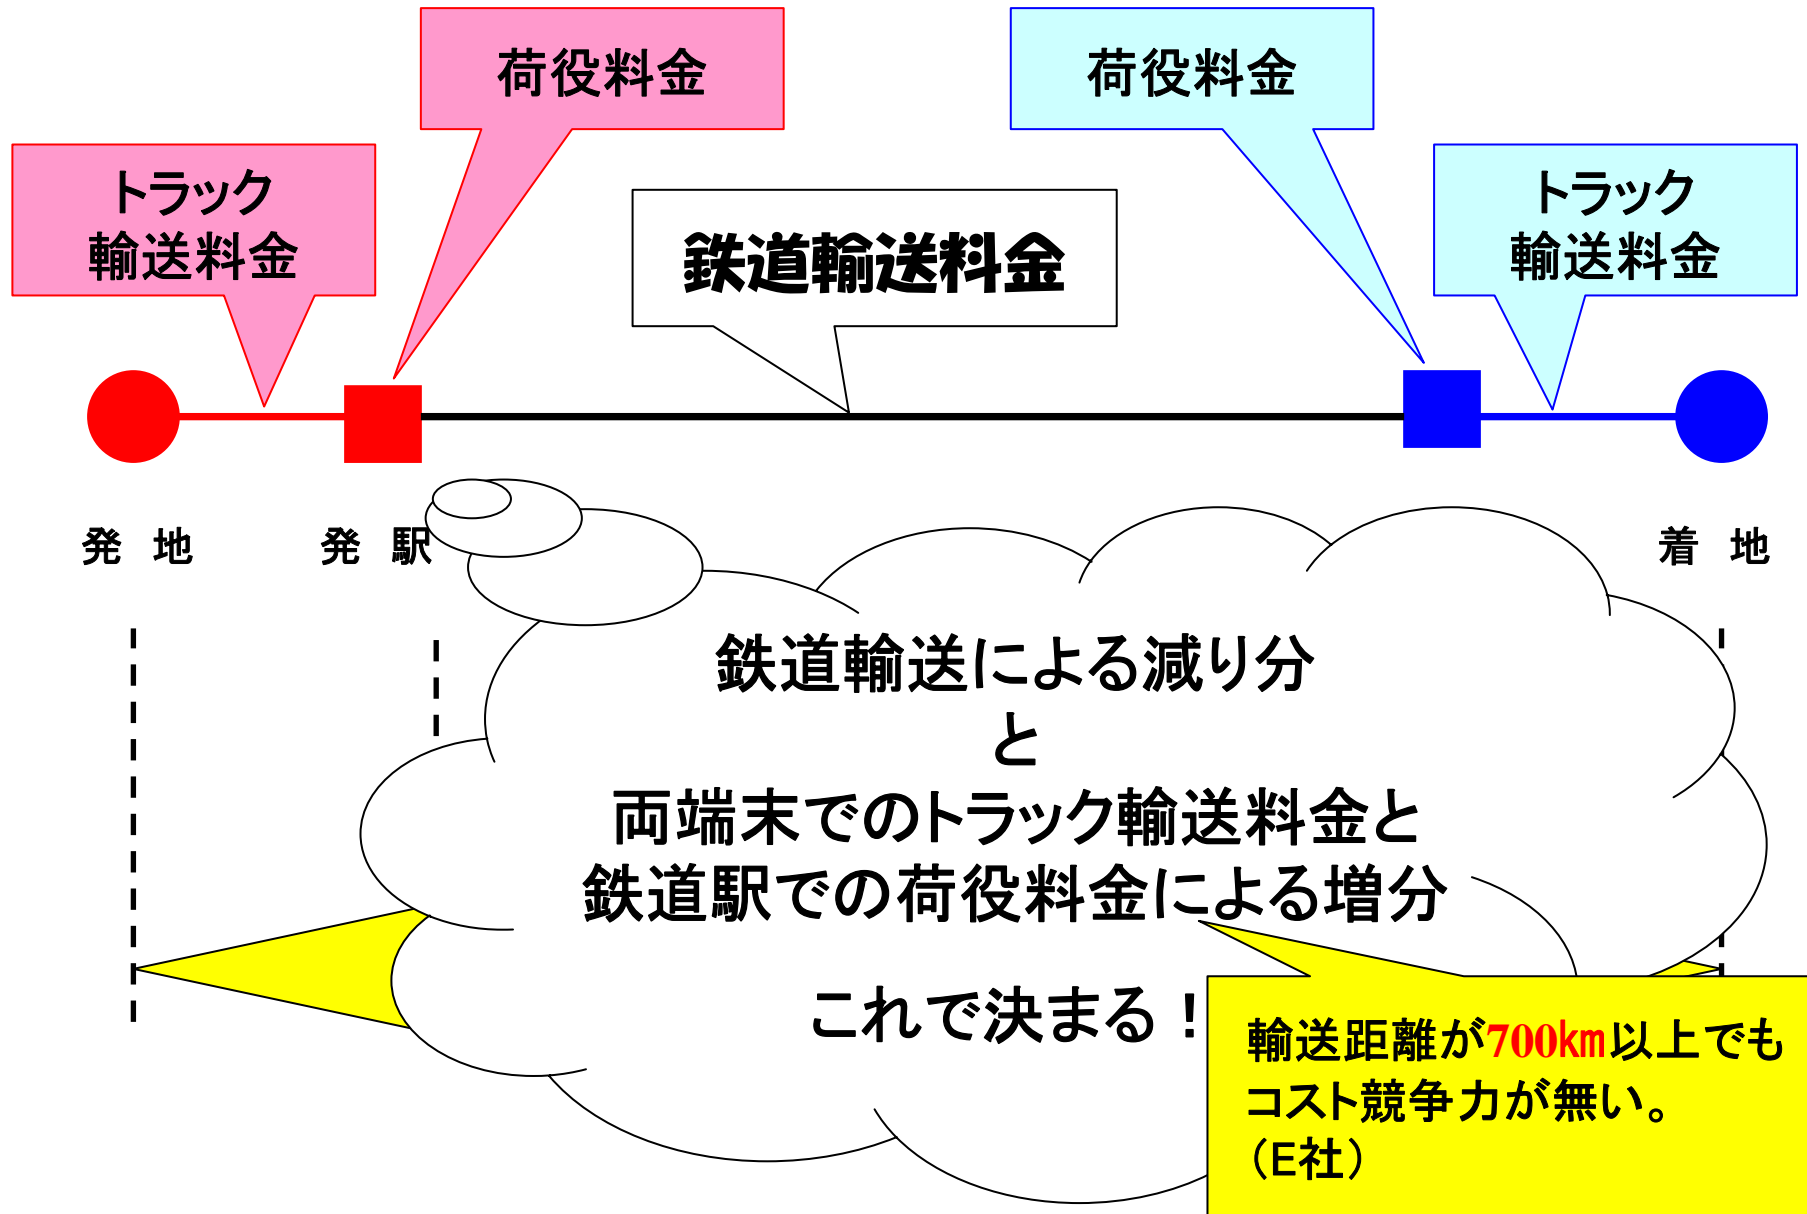 荷役料金
荷役料金
トラック
輸送料金
トラック
輸送料金
鉄道輸送料金
発 地
発 駅
着 地
鉄道輸送による減り分
と
両端末でのトラック輸送料金と
鉄道駅での荷役料金による増分
これで決まる！
輸送距離が700km以上でも
コスト競争力が無い。
（E社）